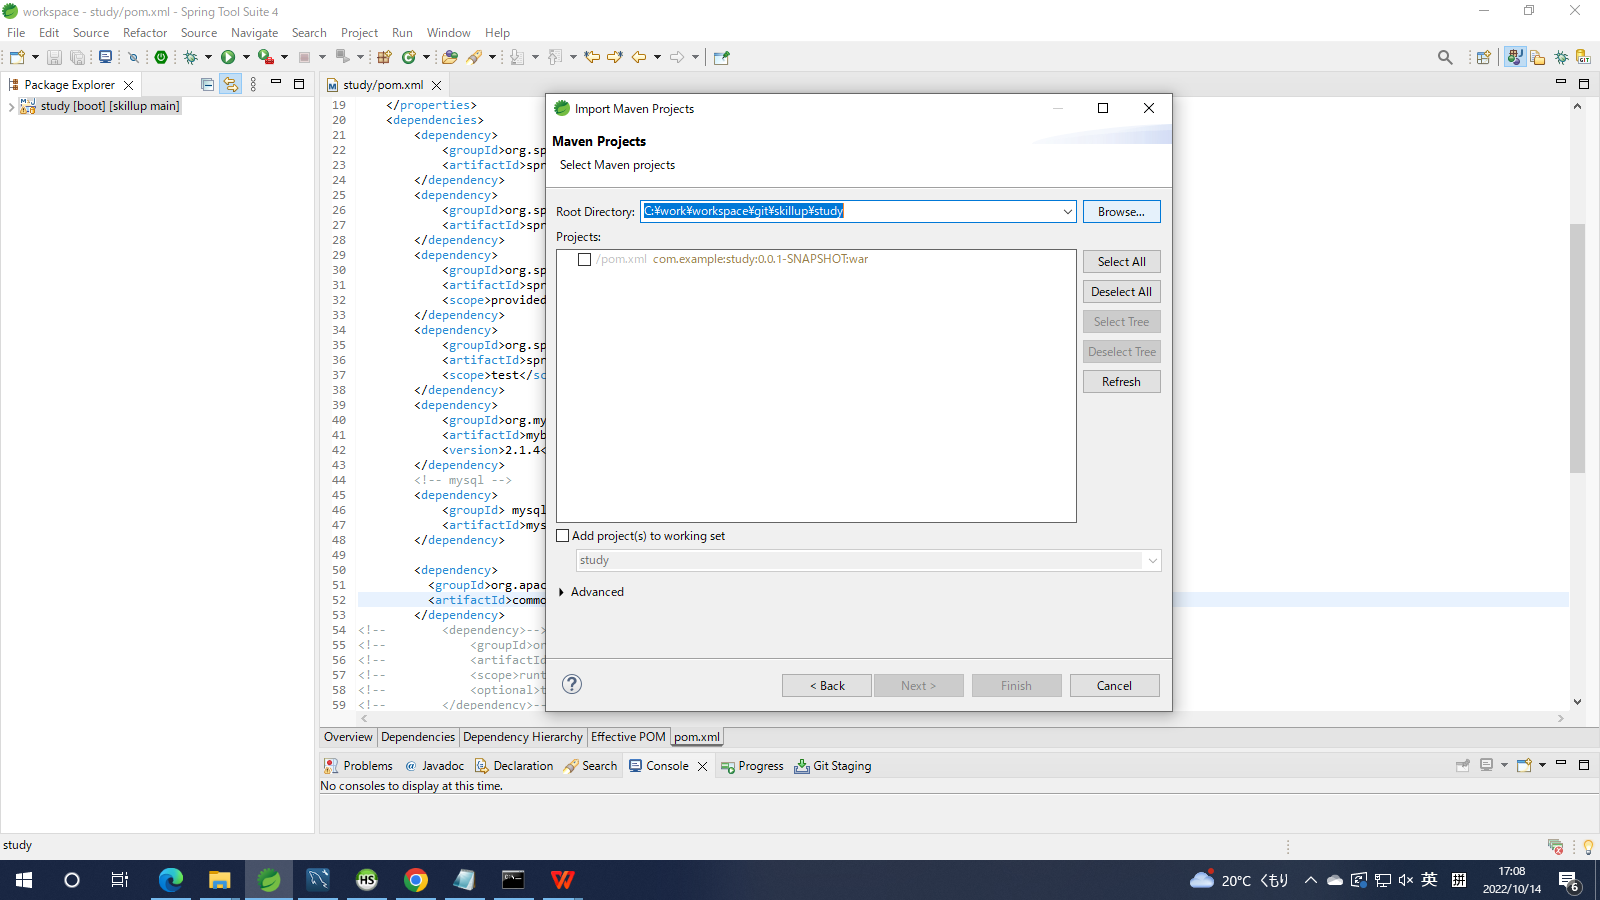 workspace - study/pom.xml - Spring Tool Suite 4
File Edit Source Refactor Source Navigate Search Project Run Window Help
Package Explorer
study [boot] [skillup main]
study/pom.xml
19 </properties>
20 <dependencies>
21 <dependency>
22 <groupId>org.sp
23 <artifactId>spr
24 </dependency>
25 <dependency>
26 <groupId>org.sp
27 <artifactId>spr
28 </dependency>
29 <dependency>
30 <groupId>org.sp
31 <artifactId>spr
32 <scope>provided
33 </dependency>
34 <dependency>
35 <groupId>org.sp
36 <artifactId>spr
37 <scope>test</sc
38 </dependency>
39 <dependency>
40 <groupId>org.my
41 <artifactId>myb
42 <version>2.1.4<
43 </dependency>
44 <!-- mysql -->
45 <dependency>
46 <groupId> mysql
47 <artifactId>mys
48 </dependency>
49
50 <dependency>
51 <groupId>org.apac
52 <artifactId>commo
53 </dependency>
54 <!-- <dependency>-->
55 <!-- <groupId>or
56 <!-- <artifactId
57 <!-- <scope>runt
58 <!-- <optional>t
59 <!-- </dependency>--
Import Maven Projects
Maven Projects
Select Maven projects
Root Directory: C:¥work¥workspace¥git¥skillup¥study Browse...
Projects:
/pom.xml com.example:study:0.0.1-SNAPSHOT:war
Select All
Deselect All
Select Tree
Deselect Tree
Refresh
Add project(s) to working set
study
Advanced
? < Back Next > Finish Cancel
Overview Dependencies Dependency Hierarchy Effective POM pom.xml
Problems @ Javadoc Declaration Search Console Progress Git Staging
No consoles to display at this time.
study
HS
20°C くもり
英
拼
17:08
2022/10/14
6